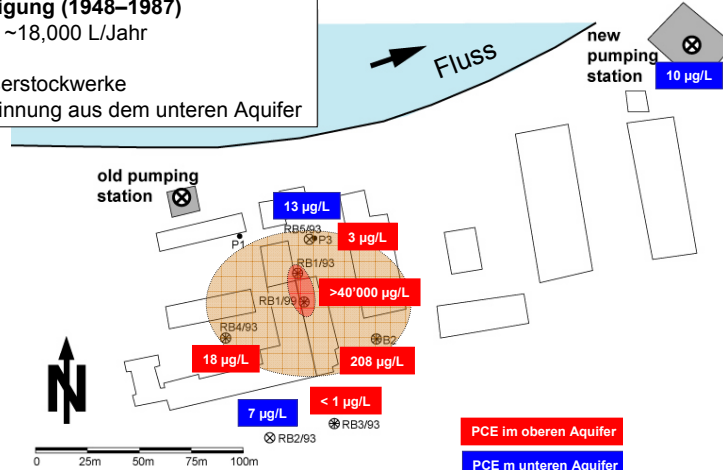 igung (1948–1987)
~18,000 L/Jahr
erstockwerke
innung aus dem unteren Aquifer
Fluss
new
pumping
station
10 µg/L
old pumping
station
13 µg/L
RB5/93
P3
3 µg/L
P1
RB1/93
>40'000 µg/L
RB1/99
RB4/93
B2
18 µg/L
208 µg/L
< 1 µg/L
7 µg/L
RB3/93
RB2/93
N
PCE im oberen Aquifer
PCE m unteren Aquifer
0 25m 50m 75m 100m